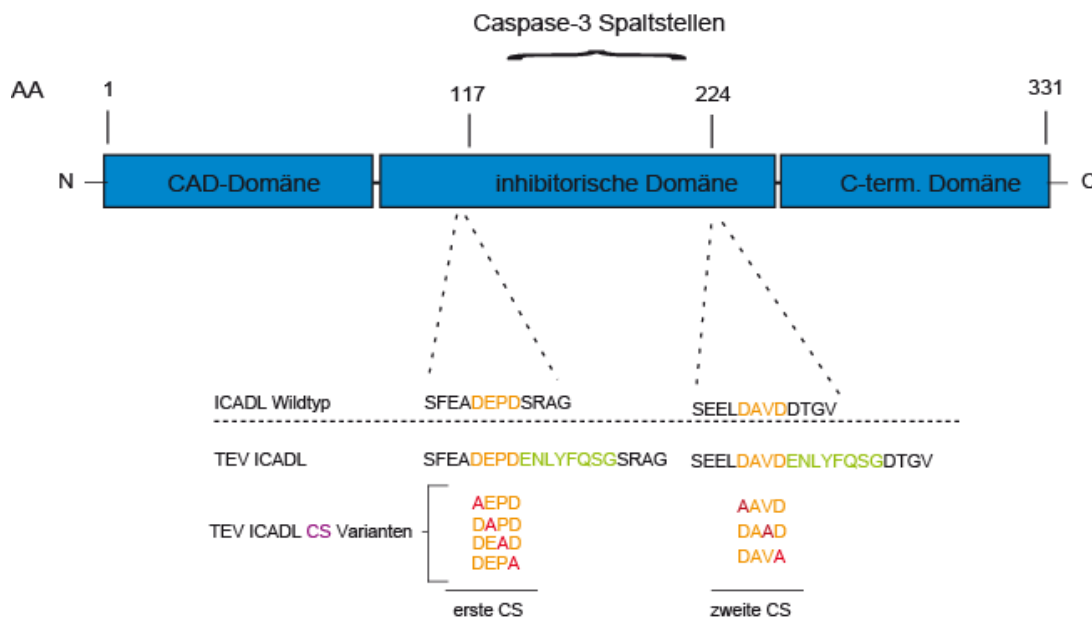 Caspase-3 Spaltstellen
AA 1 117 224 331
N CAD-Domäne inhibitorische Domäne C-term. Domäne C
ICADL Wildtyp SFEADEPDSRAG SEELDAVDDTGV
TEV ICADL SFEADEPDENLYFQSGSRAG SEELDAVDENLYFQSGDTGV
AEPD AAVD
DAPD
TEV ICADL CS Varianten DAAD
DEAD
DEPA DAVA
erste CS zweite CS